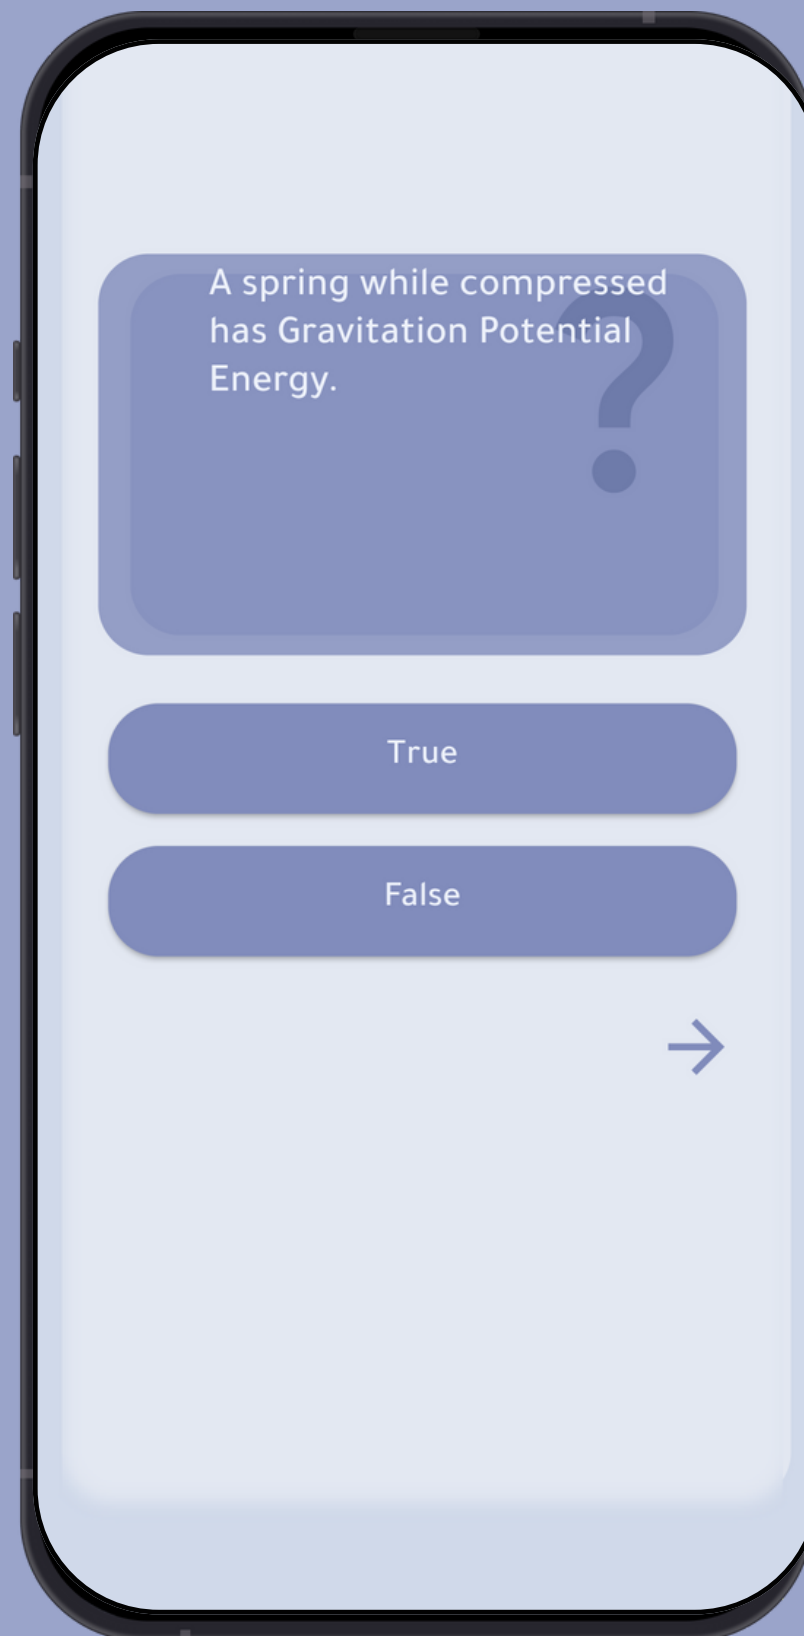 A spring while compressed
has Gravitation Potential
Energy.
?
True
False